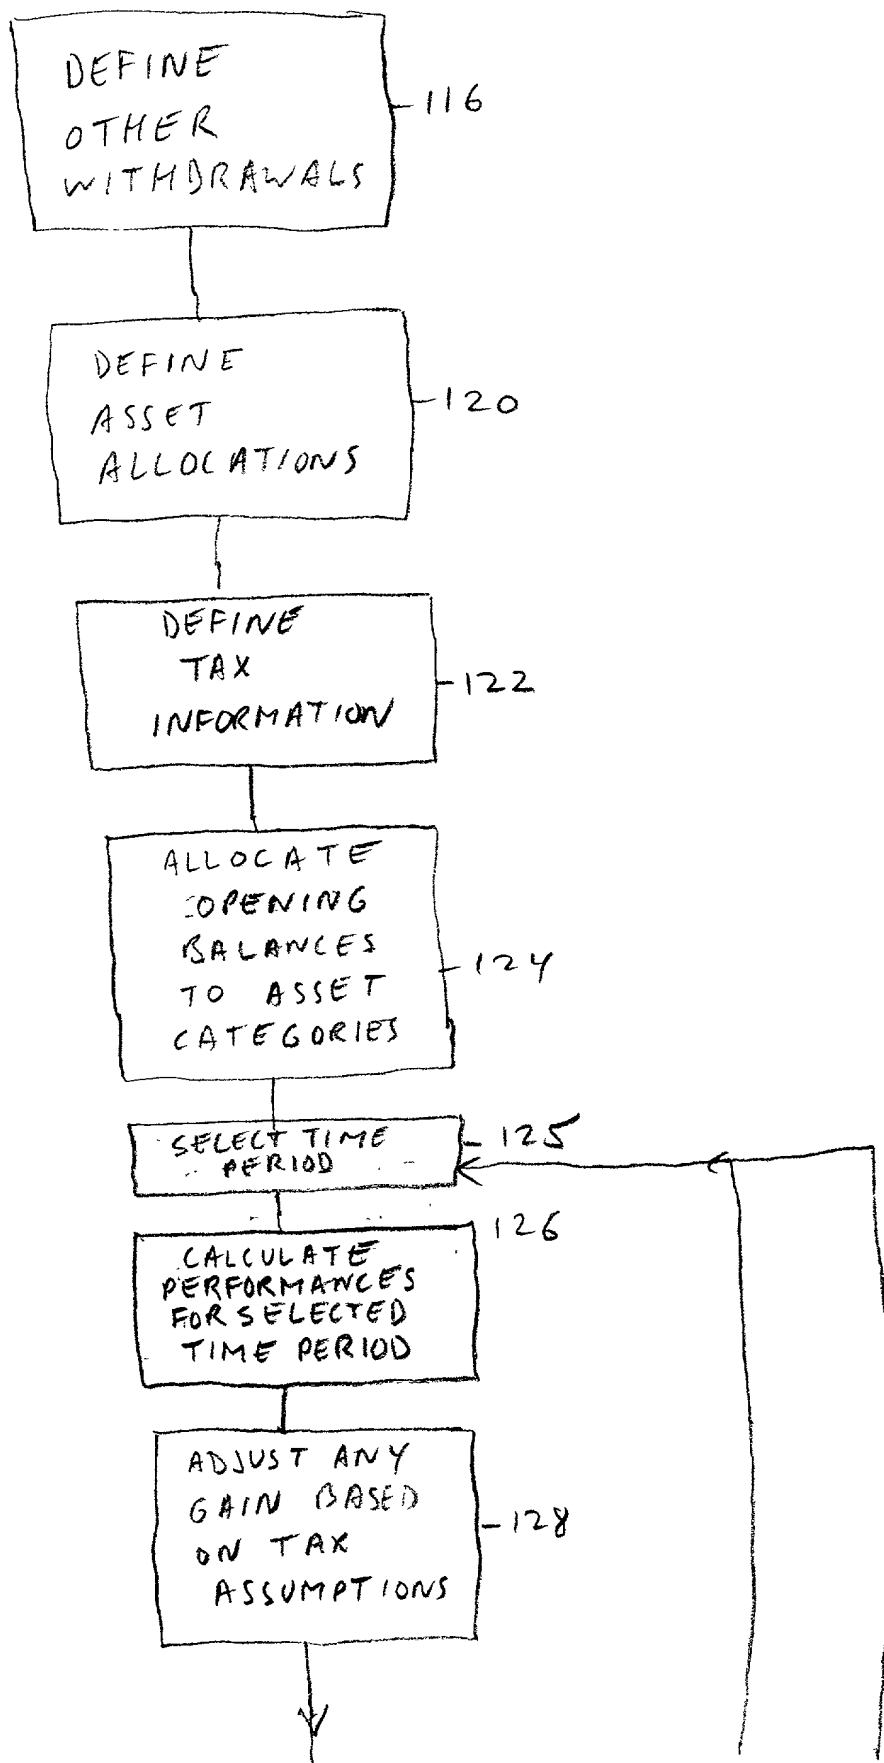 DEFINE
OTHER
WITHDRAWALS
116
DEFINE
ASSET
ALLOCATIONS
120
DEFINE
TAX
INFORMATION
122
ALLOCATE
OPENING
BALANCES
TO ASSET
CATEGORIES
124
SELECT TIME
PERIOD
125
CALCULATE
PERFORMANCES
FOR SELECTED
TIME PERIOD
126
ADJUST ANY
GAIN BASED
ON TAX
ASSUMPTIONS
128